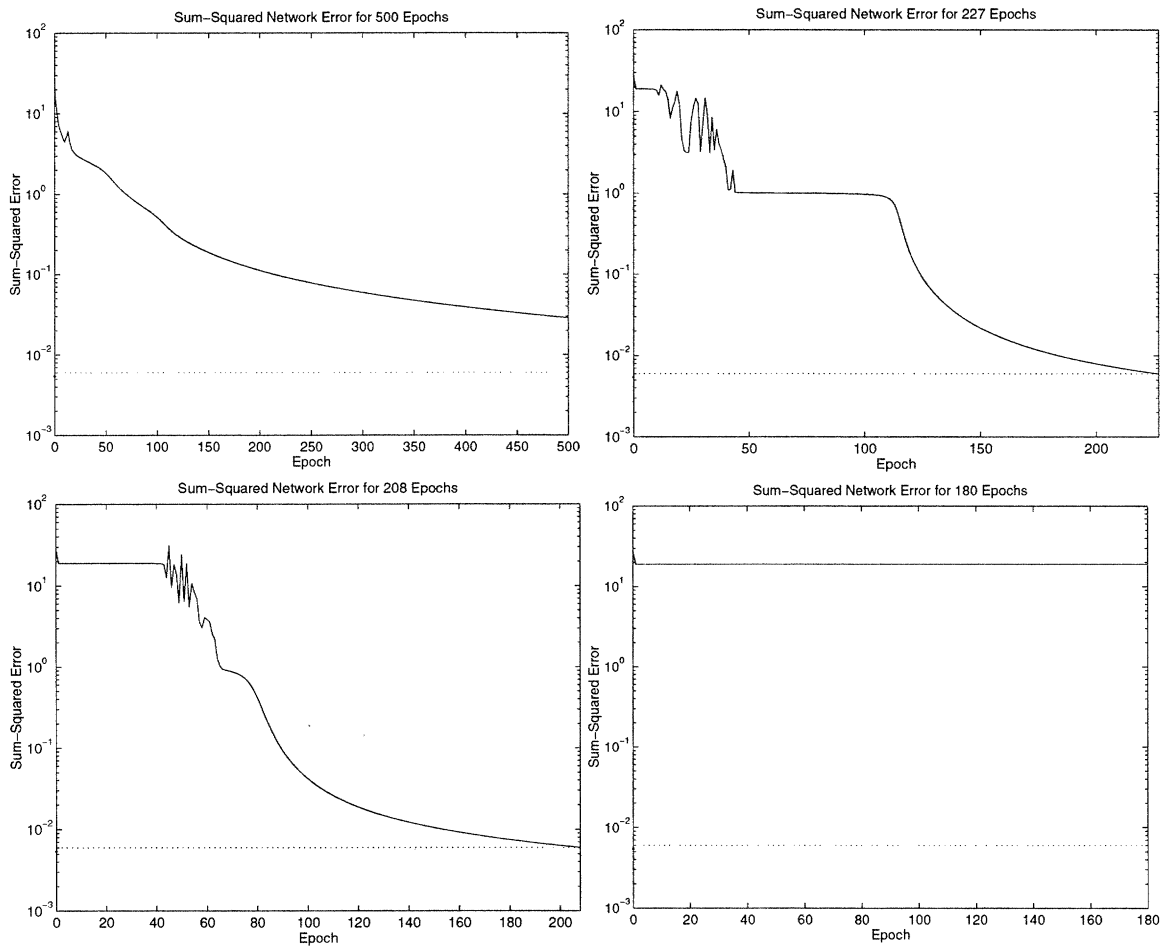 Sum-Squared Network Error for 500 Epochs
10^2
10^1
10^0
10^-1
10^-2
10^-3
Sum-Squared Error
0 50 100 150 200 250 300 350 400 450 500
Epoch
Sum-Squared Network Error for 227 Epochs
10^2
10^1
10^0
10^-1
10^-2
10^-3
Sum-Squared Error
0 50 100 150 200
Epoch
Sum-Squared Network Error for 208 Epochs
10^2
10^1
10^0
10^-1
10^-2
10^-3
Sum-Squared Error
0 20 40 60 80 100 120 140 160 180 200
Epoch
Sum-Squared Network Error for 180 Epochs
10^2
10^1
10^0
10^-1
10^-2
10^-3
Sum-Squared Error
0 20 40 60 80 100 120 140 160 180
Epoch